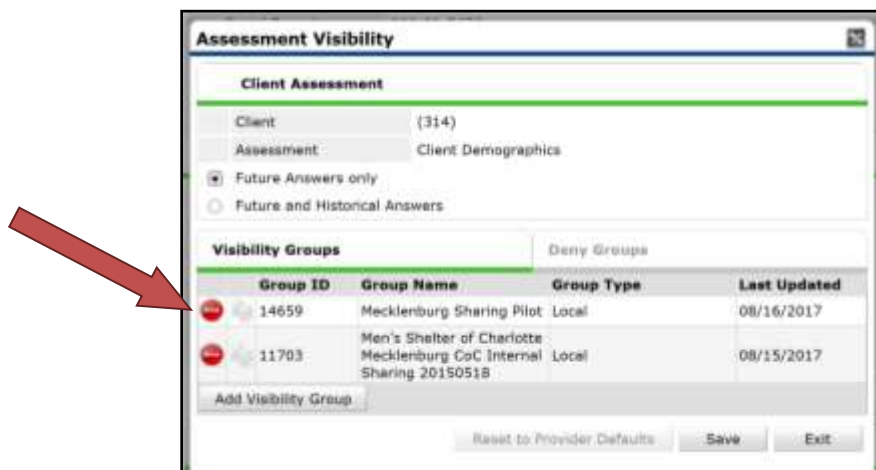 Assessment Visibility
Client Assessment
Client (314)
Assessment Client Demographics
Future Answers only
Future and Historical Answers
Visibility Groups Deny Groups
Group ID Group Name Group Type Last Updated
14659 Mecklenburg Sharing Pilot Local 08/16/2017
Men's Shelter of Charlotte
11703 Mecklenburg CoC Internal Local 08/15/2017
Sharing 20150518
Add Visibility Group
Reset to Provider Defaults Save Exit